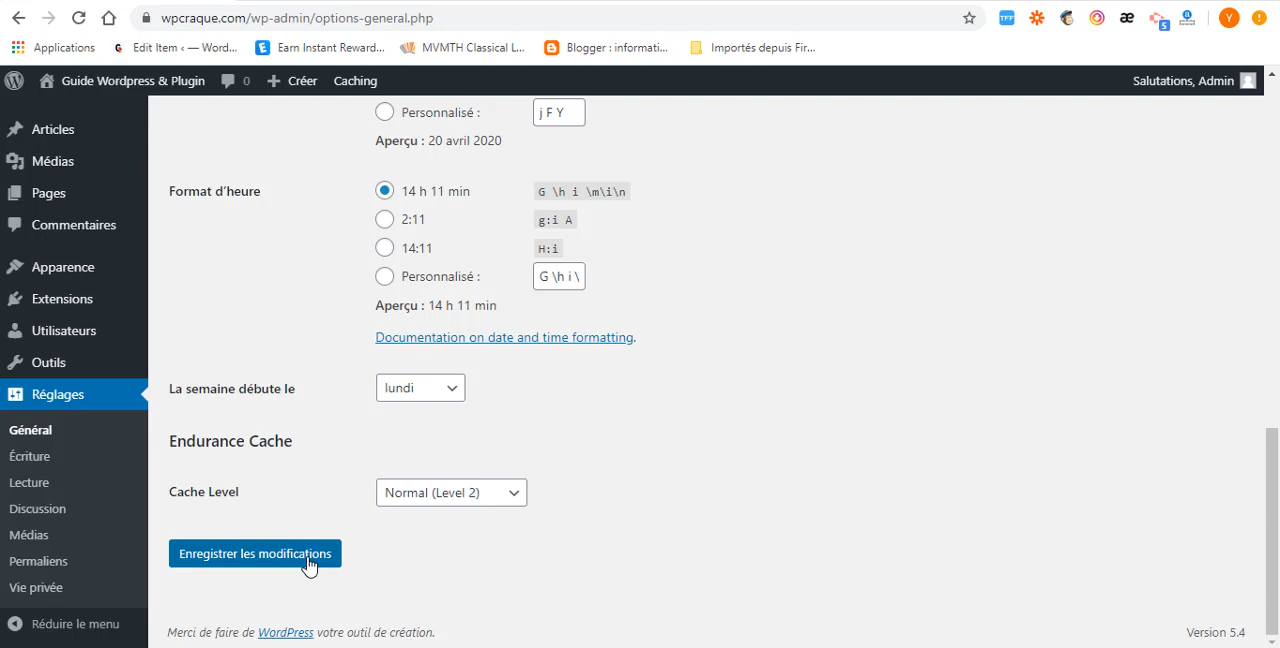 wpcraque.com/wp-admin/options-general.php
TFF
æ
5
Y
Applications
Edit Item ‹ — Word...
Earn Instant Reward...
MVMTH Classical L...
Blogger : informati...
Importés depuis Fir...
Guide Wordpress & Plugin
0
Créer
Caching
Salutations, Admin
Articles
Médias
Pages
Commentaires
Apparence
Extensions
Utilisateurs
Outils
Réglages
Général
Écriture
Lecture
Discussion
Médias
Permaliens
Vie privée
Réduire le menu
Personnalisé :
j F Y
Aperçu : 20 avril 2020
Format d’heure
14 h 11 min
G \h i \m\i\n
2:11
g:i A
14:11
H:i
Personnalisé :
G \h i \
Aperçu : 14 h 11 min
Documentation on date and time formatting.
La semaine débute le
lundi
Endurance Cache
Cache Level
Normal (Level 2)
Enregistrer les modifications
Merci de faire de WordPress votre outil de création.
Version 5.4